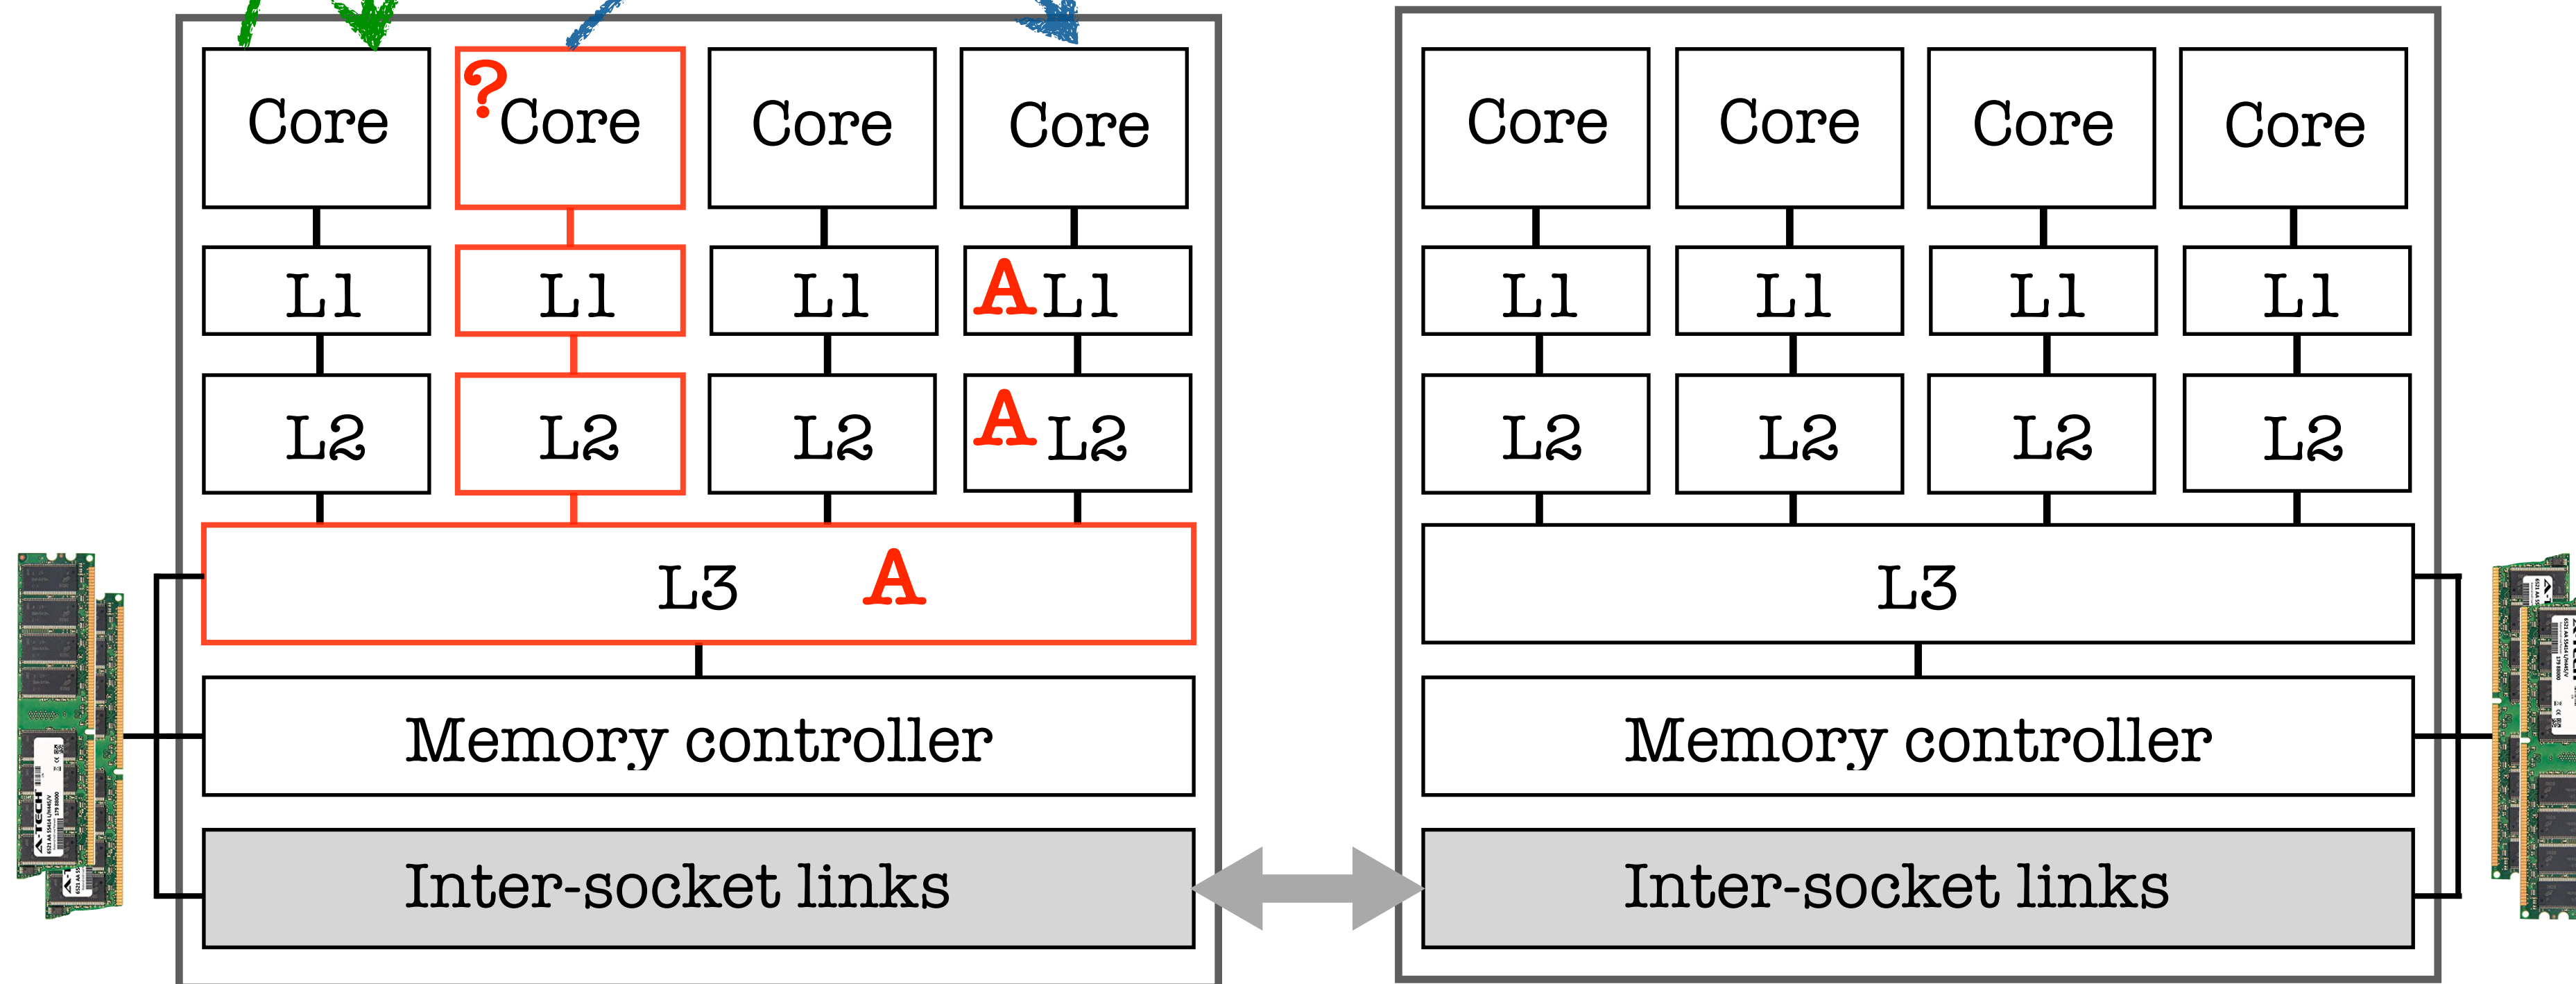 ? Core Core Core Core
Core Core Core Core
L1 L1 L1 A L1
L1 L1 L1 L1
L2 L2 L2 A L2
L2 L2 L2 L2
L3 A
L3
Memory controller
Memory controller
Inter-socket links
Inter-socket links
A-TECH